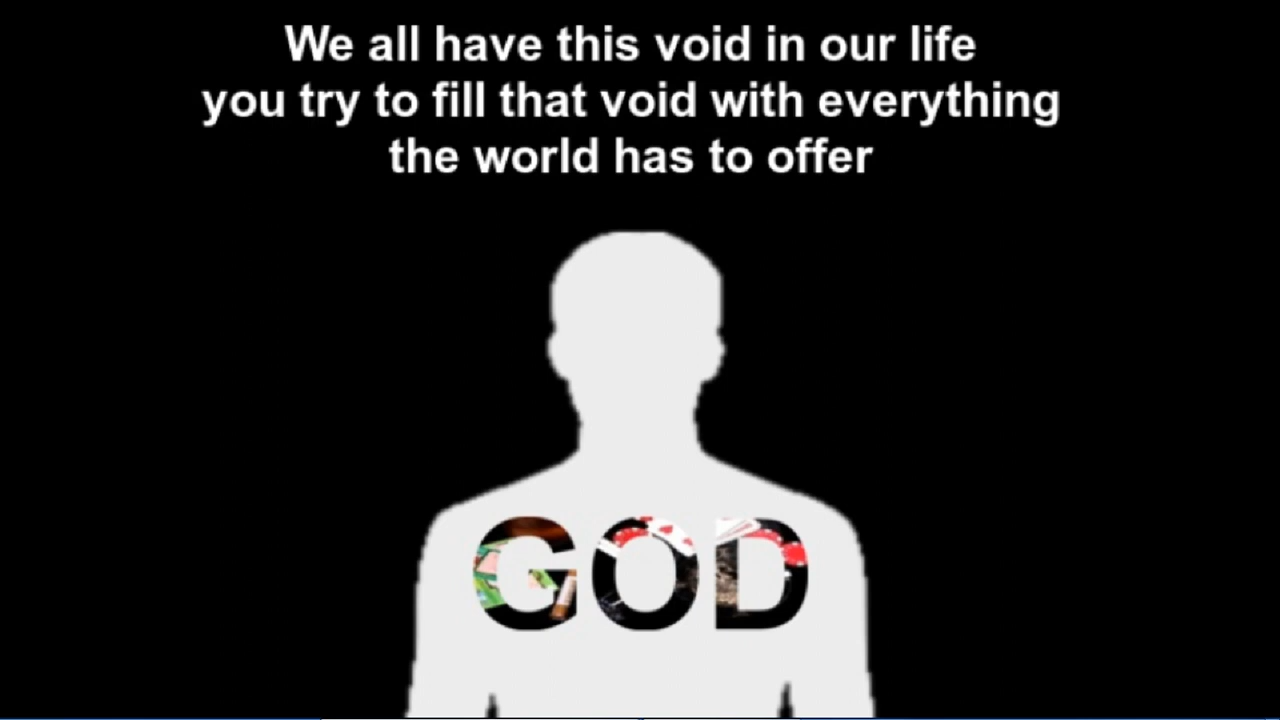 We all have this void in our life
you try to fill that void with everything
the world has to offer
GOD